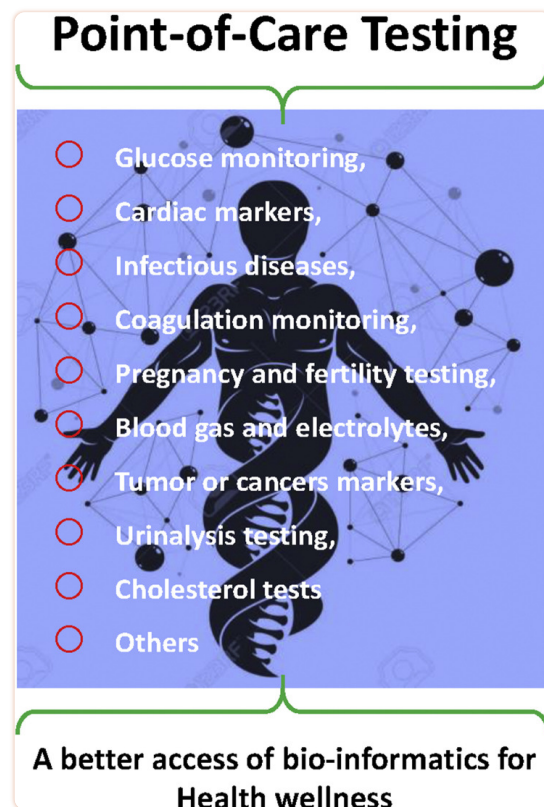 Point-of-Care Testing
Glucose monitoring,
Cardiac markers,
Infectious diseases,
Coagulation monitoring,
Pregnancy and fertility testing,
Blood gas and electrolytes,
Tumor or cancers markers,
Urinalysis testing,
Cholesterol tests
Others
A better access of bio-informatics for
Health wellness